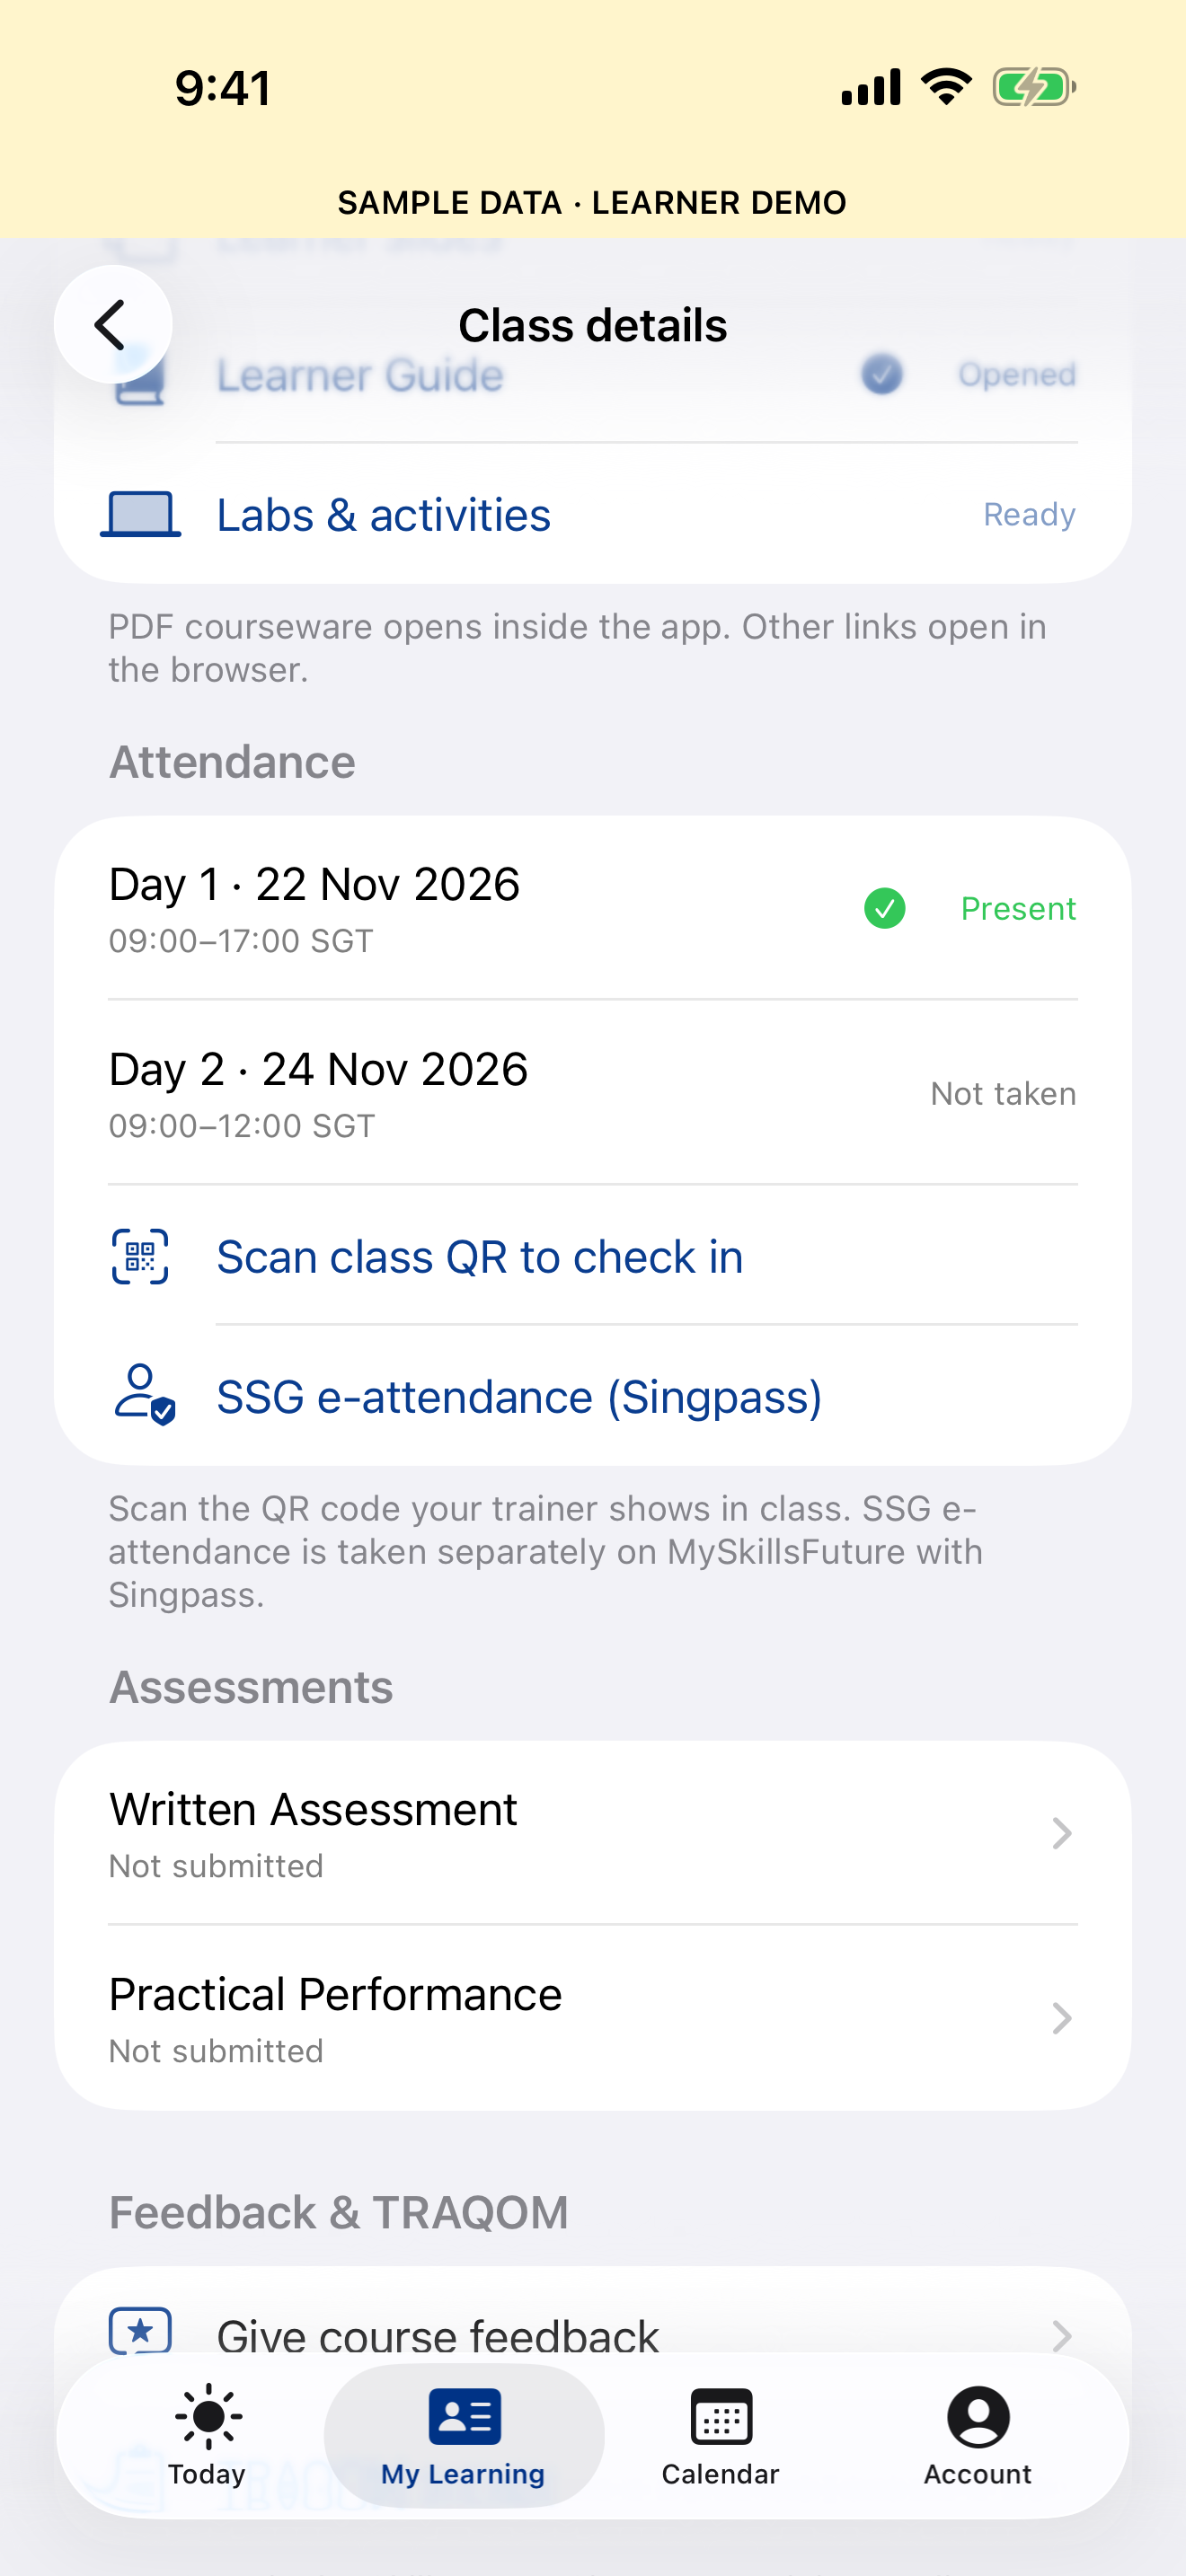 9:41
SAMPLE DATA · LEARNER DEMO
Class details
Learner Guide
Opened
Labs & activities
Ready
PDF courseware opens inside the app. Other links open in
the browser.
Attendance
Day 1 · 22 Nov 2026
Present
09:00–17:00 SGT
Day 2 · 24 Nov 2026
Not taken
09:00–12:00 SGT
Scan class QR to check in
SSG e-attendance (Singpass)
Scan the QR code your trainer shows in class. SSG e-
attendance is taken separately on MySkillsFuture with
Singpass.
Assessments
Written Assessment
Not submitted
Practical Performance
Not submitted
Feedback & TRAQOM
Give course feedback
Today
My Learning
Calendar
Account